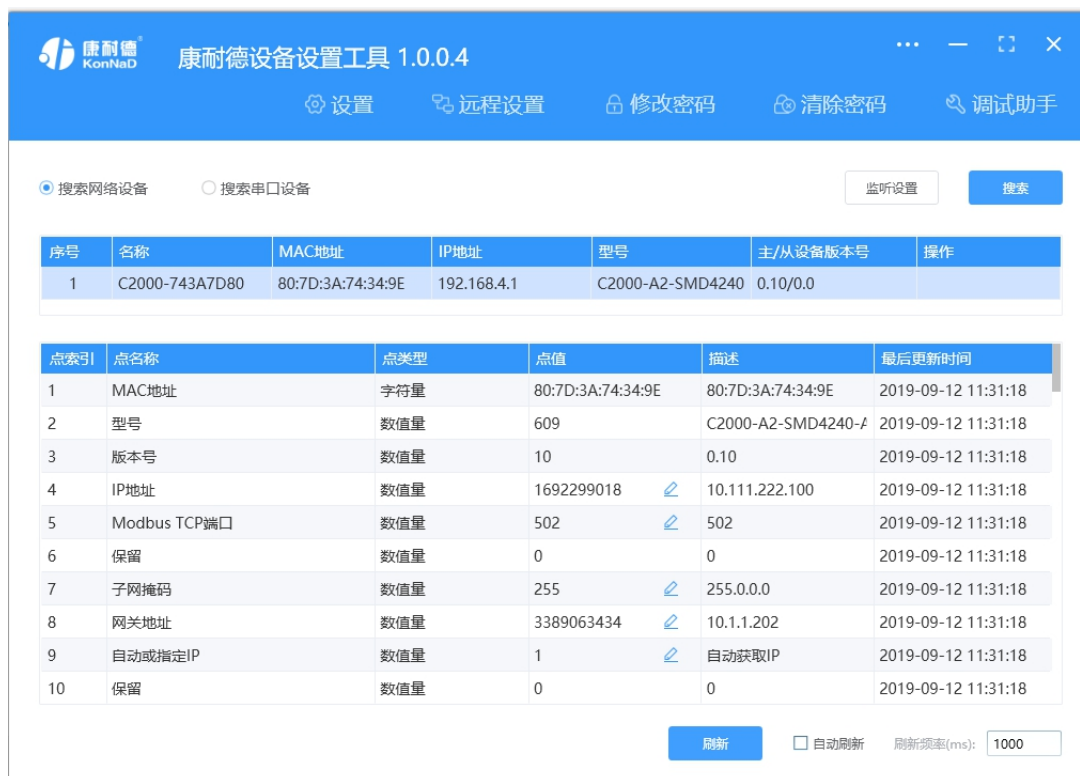 康耐德®
KonNaD
康耐德设备设置工具 1.0.0.4
设置 远程设置 修改密码 清除密码 调试助手
搜索网络设备 搜索串口设备 监听设置 搜索
序号 名称 MAC地址 IP地址 型号 主/从设备版本号 操作
1 C2000-743A7D80 80:7D:3A:74:34:9E 192.168.4.1 C2000-A2-SMD4240 0.10/0.0
点索引 点名称 点类型 点值 描述 最后更新时间
1 MAC地址 字符量 80:7D:3A:74:34:9E 80:7D:3A:74:34:9E 2019-09-12 11:31:18
2 型号 数值量 609 C2000-A2-SMD4240-A 2019-09-12 11:31:18
3 版本号 数值量 10 0.10 2019-09-12 11:31:18
4 IP地址 数值量 1692299018 10.111.222.100 2019-09-12 11:31:18
5 Modbus TCP端口 数值量 502 502 2019-09-12 11:31:18
6 保留 数值量 0 0 2019-09-12 11:31:18
7 子网掩码 数值量 255 255.0.0.0 2019-09-12 11:31:18
8 网关地址 数值量 3389063434 10.1.1.202 2019-09-12 11:31:18
9 自动或指定IP 数值量 1 自动获取IP 2019-09-12 11:31:18
10 保留 数值量 0 0 2019-09-12 11:31:18
刷新 自动刷新 刷新频率(ms): 1000